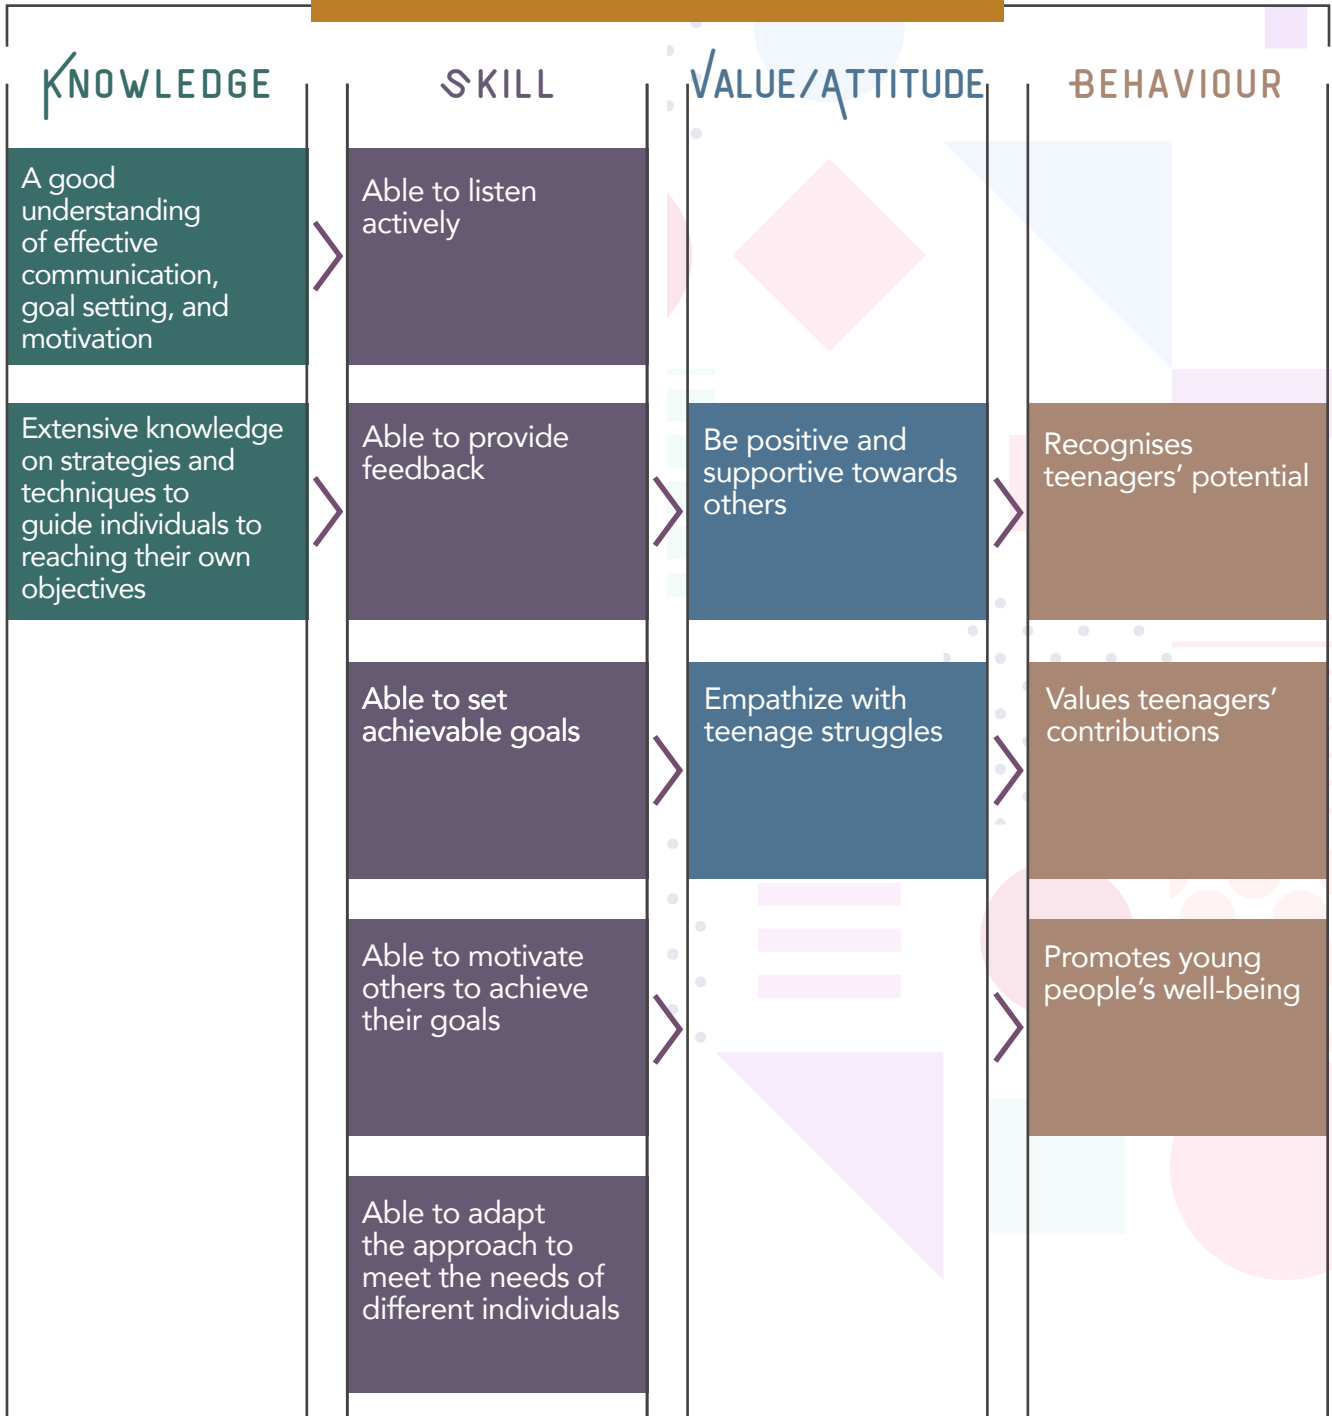 KNOWLEDGE
SKILL
VALUE/ATTITUDE
BEHAVIOUR
A good
understanding
of effective
communication,
goal setting, and
motivation
Extensive knowledge
on strategies and
techniques to
guide individuals to
reaching their own
objectives
Able to listen
actively
Able to provide
feedback
Able to set
achievable goals
Able to motivate
others to achieve
their goals
Able to adapt
the approach to
meet the needs of
different individuals
Be positive and
supportive towards
others
Empathize with
teenage struggles
Recognises
teenagers’ potential
Values teenagers’
contributions
Promotes young
people’s well-being